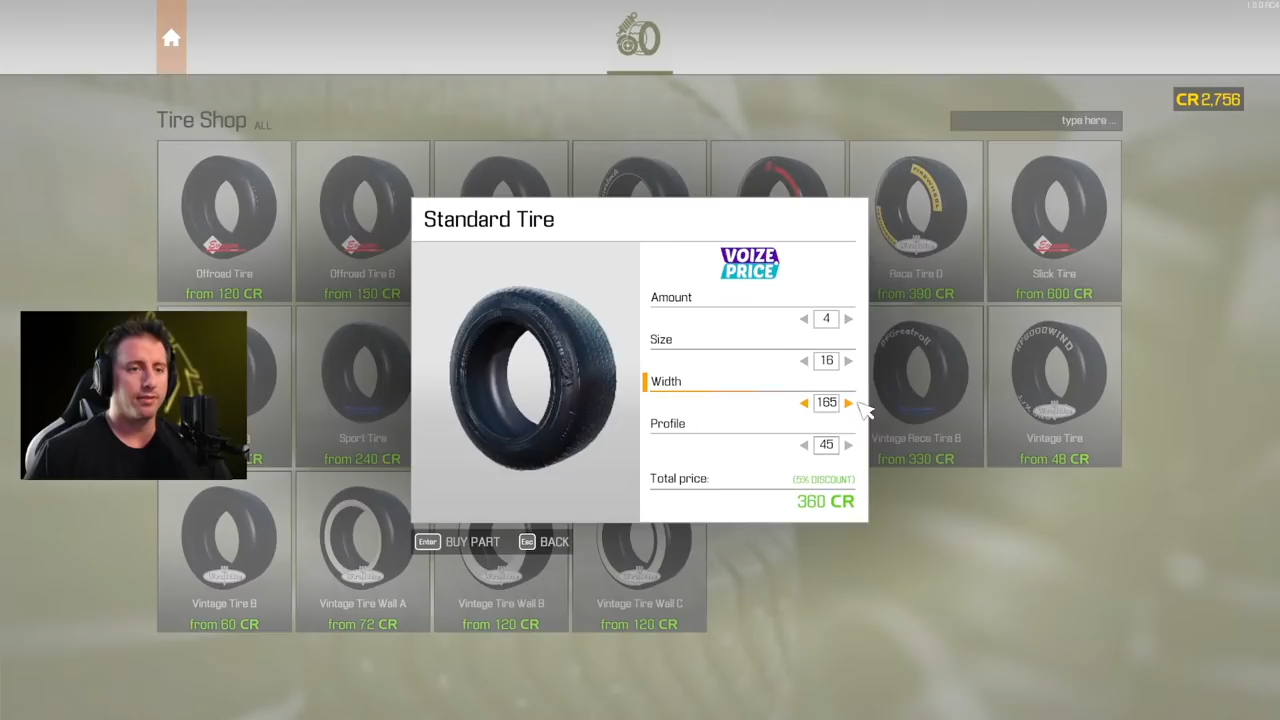 1.0.0 RC4
CR 2,756
Tire Shop ALL
type here ...
Offroad Tire
from 120 CR
Offroad Tire B
from 150 CR
Race Tire D
from 390 CR
Slick Tire
from 600 CR
Standard Tire
VOIZE
PRICE
Amount
4
Size
16
Width
165
Profile
45
Total price:
(5% DISCOUNT)
360 CR
Enter BUY PART
Esc BACK
Sport Tire
from 240 CR
Vintage Race Tire B
from 330 CR
Vintage Tire
from 48 CR
Vintage Tire B
from 60 CR
Vintage Tire Wall A
from 72 CR
Vintage Tire Wall B
from 120 CR
Vintage Tire Wall C
from 120 CR